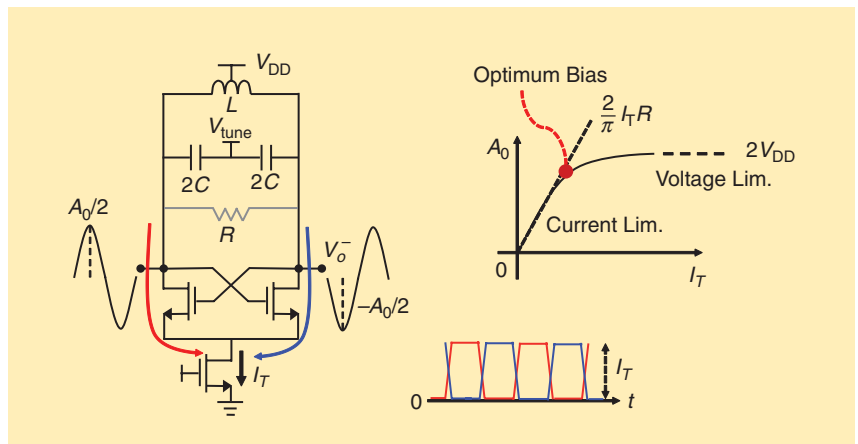 V_DD
L
V_tune
2C 2C
A_0/2
R
V_o^-
–A_0/2
I_T
Optimum Bias
2/π I_T R
A_0
2V_DD
Voltage Lim.
Current Lim.
0
I_T
I_T
0
t